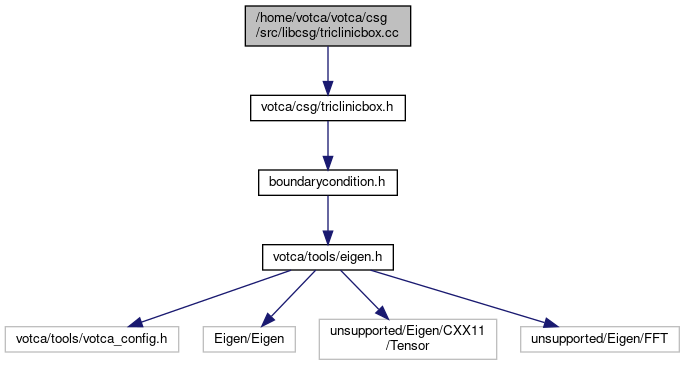 /home/votca/votca/csg
/src/libcsg/triclinicbox.cc
votca/csg/triclinicbox.h
boundarycondition.h
votca/tools/eigen.h
votca/tools/votca_config.h
Eigen/Eigen
unsupported/Eigen/CXX11
/Tensor
unsupported/Eigen/FFT